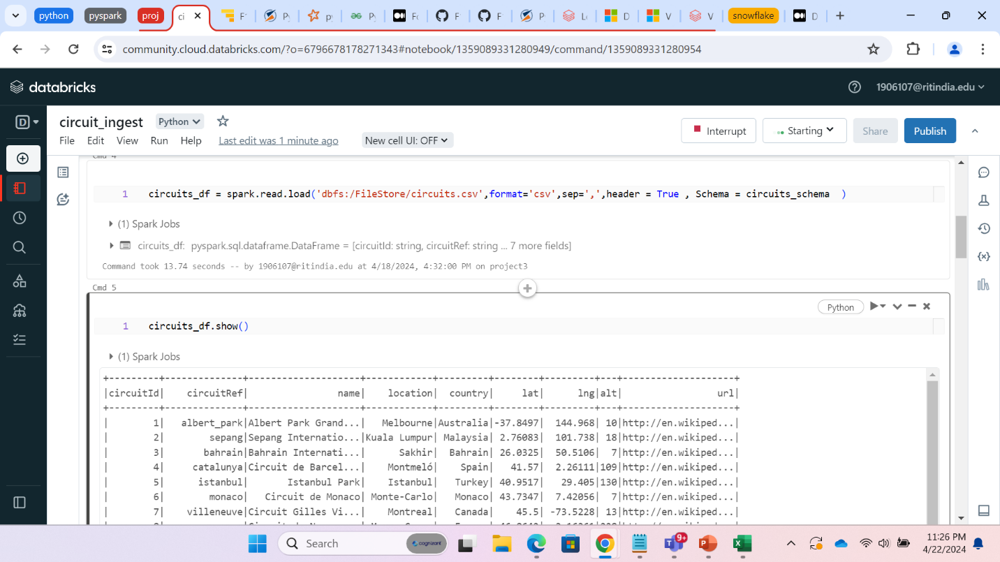 python
pyspark
proj
ci
F1
Py
py
Py
Fo
F
F
Py
Lo
D
V
V
snowflake
D
community.cloud.databricks.com/?o=6796678178271343#notebook/1359089331280949/command/1359089331280954
databricks
1906107@ritindia.edu
D
circuit_ingest
Python
File Edit View Run Help Last edit was 1 minute ago New cell UI: OFF
Interrupt
Starting
Share
Publish
Cmd 4
1 circuits_df = spark.read.load('dbfs:/FileStore/circuits.csv',format='csv',sep=',',header = True , Schema = circuits_schema  )
(1) Spark Jobs
circuits_df: pyspark.sql.dataframe.DataFrame = [circuitId: string, circuitRef: string ... 7 more fields]
Command took 13.74 seconds -- by 1906107@ritindia.edu at 4/18/2024, 4:32:00 PM on project3
Cmd 5
Python
1 circuits_df.show()
(1) Spark Jobs
+---------+--------------+--------------------+------------+---------+--------+---------+---+--------------------+
|circuitId|    circuitRef|                name|    location|  country|     lat|      lng|alt|                 url|
+---------+--------------+--------------------+------------+---------+--------+---------+---+--------------------+
|        1|   albert_park|Albert Park Grand...|   Melbourne|Australia|-37.8497|  144.968| 10|http://en.wikiped...|
|        2|        sepang|Sepang Internatio...|Kuala Lumpur| Malaysia| 2.76083|  101.738| 18|http://en.wikiped...|
|        3|       bahrain|Bahrain Internati...|      Sakhir|  Bahrain| 26.0325|  50.5106|  7|http://en.wikiped...|
|        4|     catalunya|Circuit de Barcel...|    Montmeló|    Spain|   41.57|  2.26111|109|http://en.wikiped...|
|        5|      istanbul|       Istanbul Park|    Istanbul|   Turkey| 40.9517|   29.405|130|http://en.wikiped...|
|        6|        monaco|   Circuit de Monaco| Monte-Carlo|   Monaco| 43.7347|  7.42056|  7|http://en.wikiped...|
|        7|    villeneuve|Circuit Gilles Vi...|    Montreal|   Canada|    45.5| -73.5228| 13|http://en.wikiped...|
Search
cognizant
9+
11:26 PM
4/22/2024